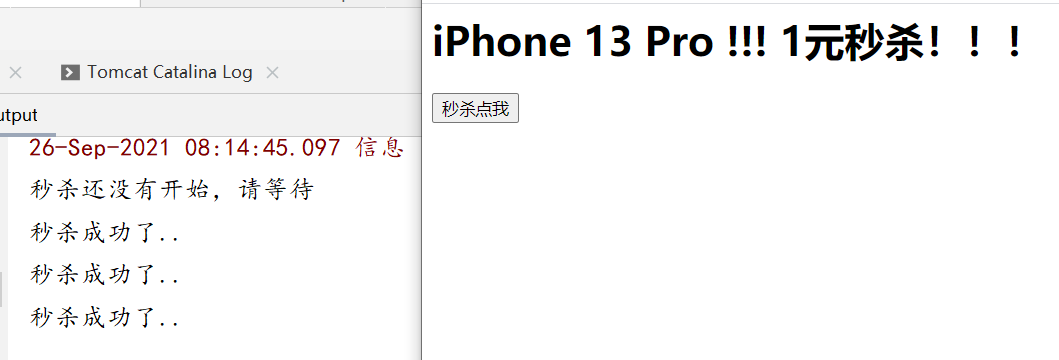 Tomcat Catalina Log
utput
26-Sep-2021 08:14:45.097 信息
秒杀还没有开始，请等待
秒杀成功了..
秒杀成功了..
秒杀成功了..
iPhone 13 Pro !!! 1元秒杀！！！
秒杀点我